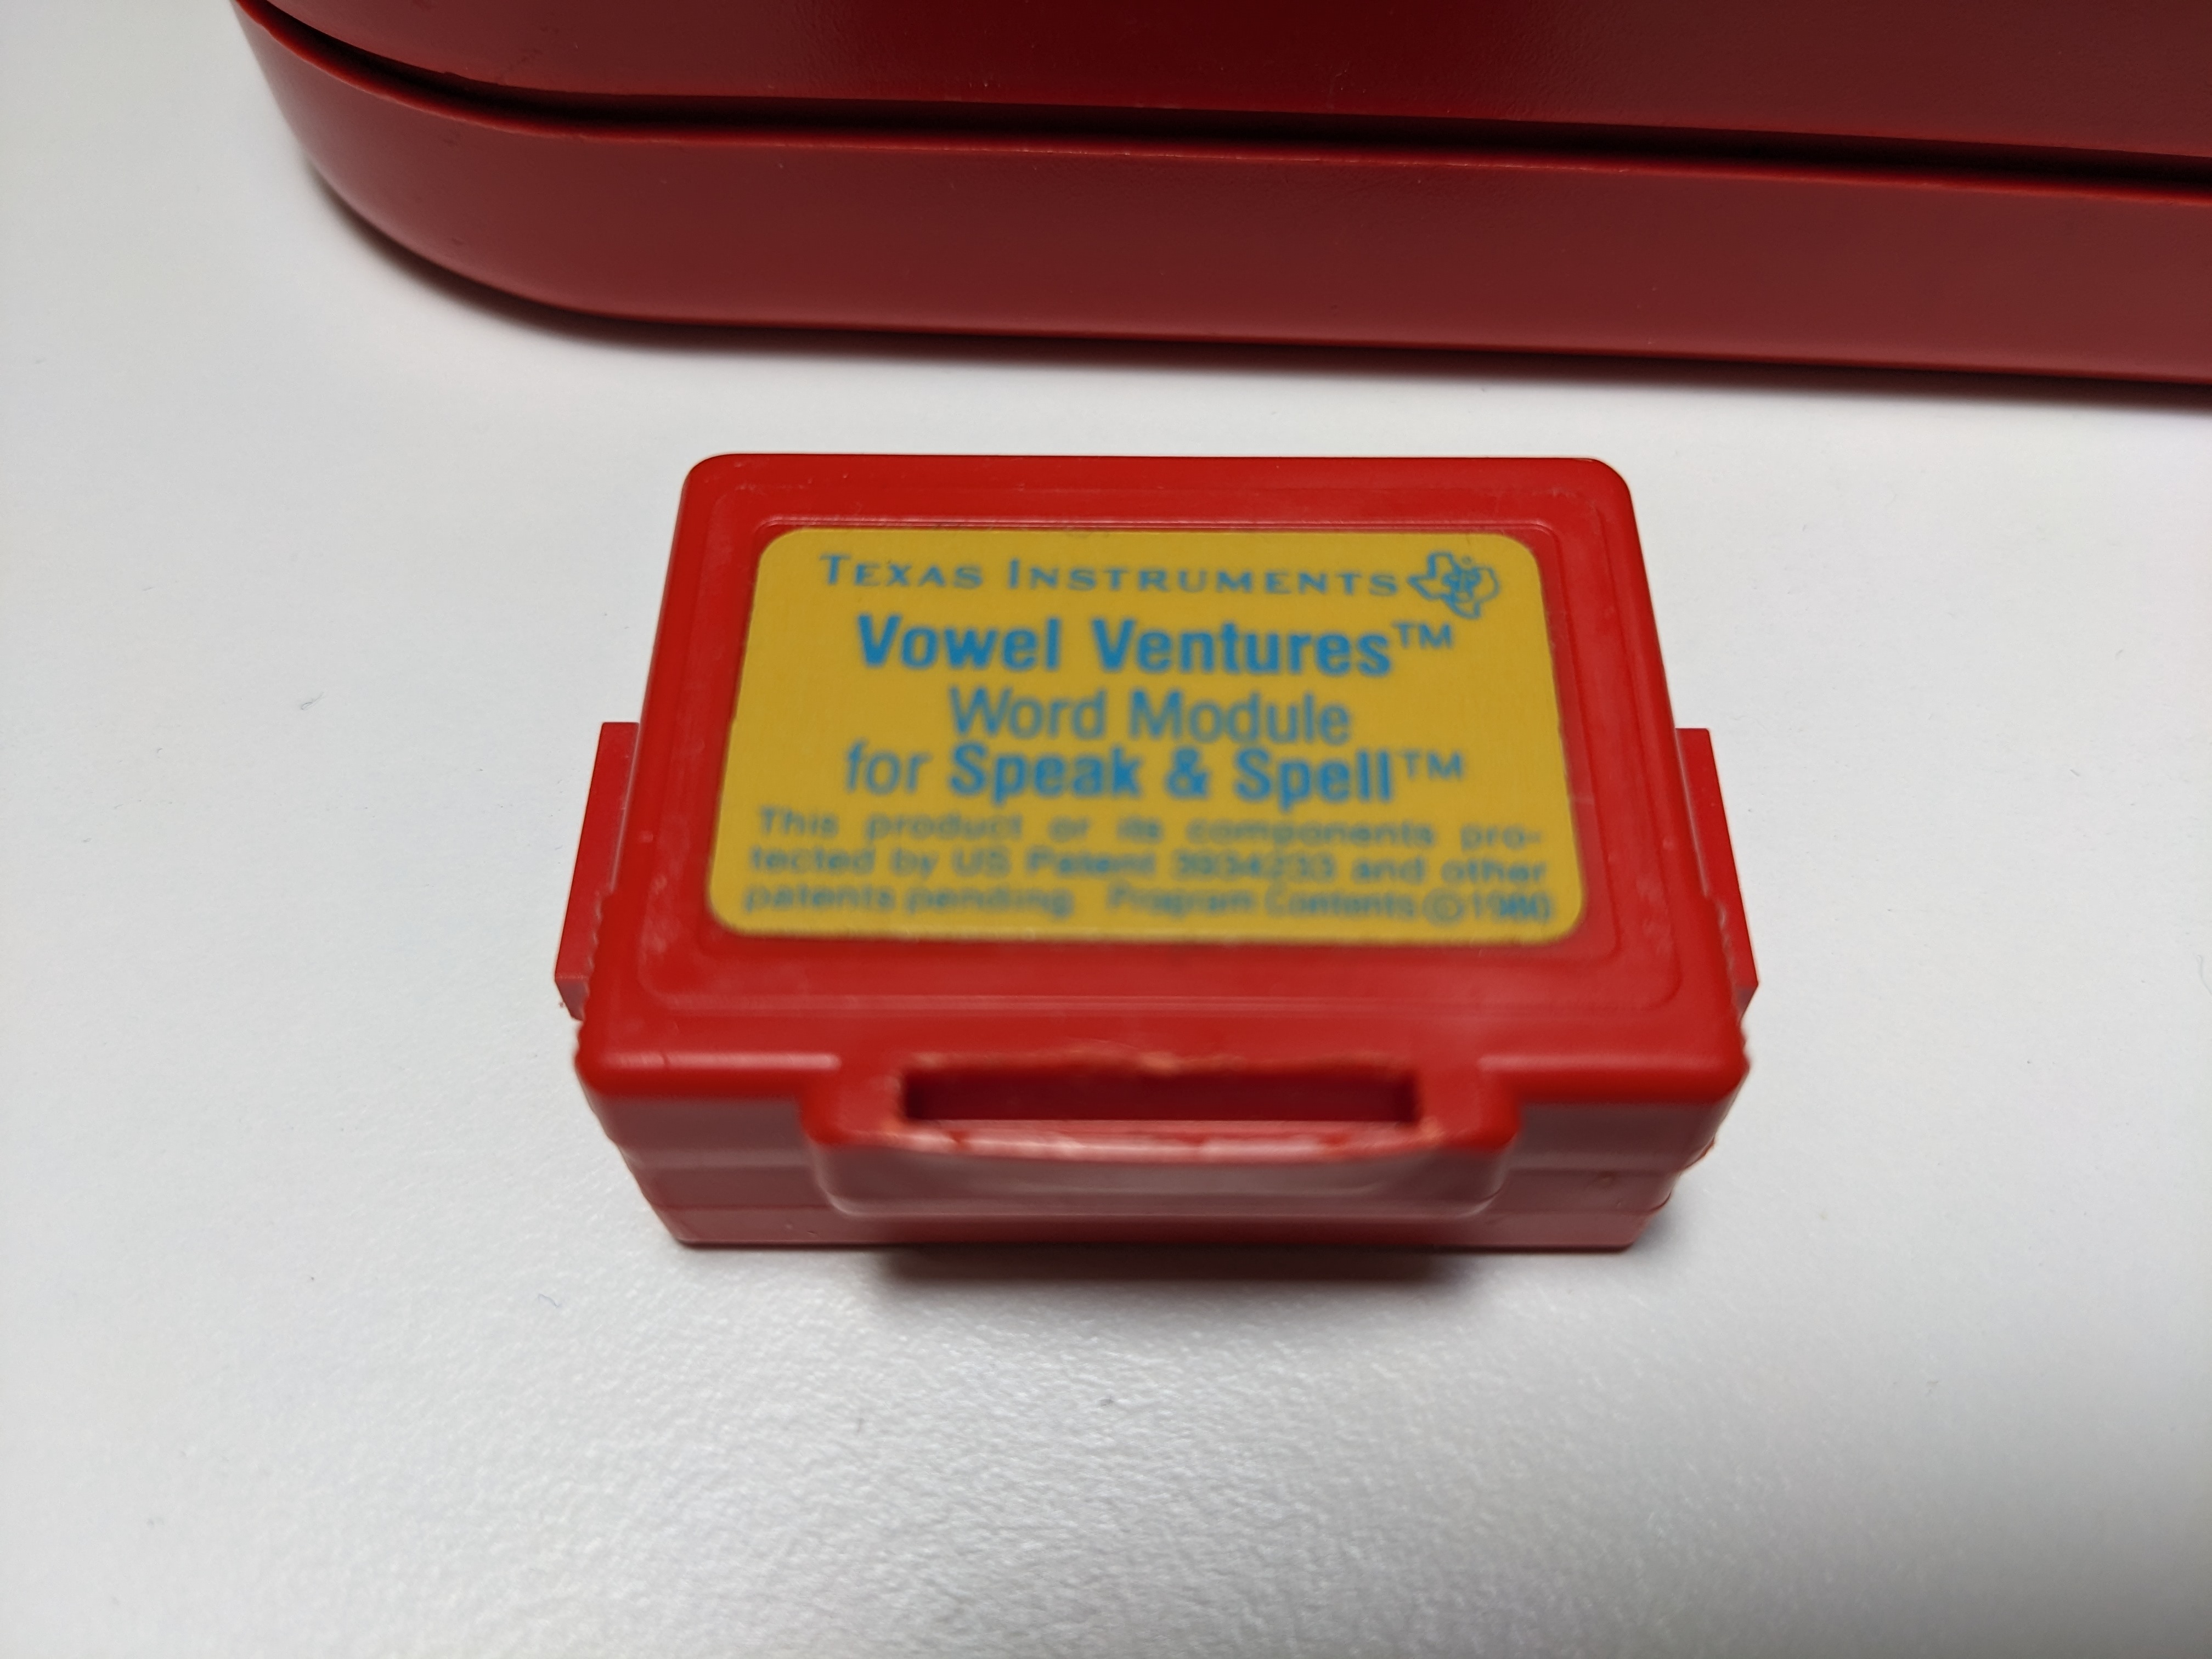 TEXAS INSTRUMENTS
Vowel Ventures™
Word Module
for Speak & Spell™
This product or its components pro-
tected by US Patent 3934233 and other
patents pending Program Contents ©1980